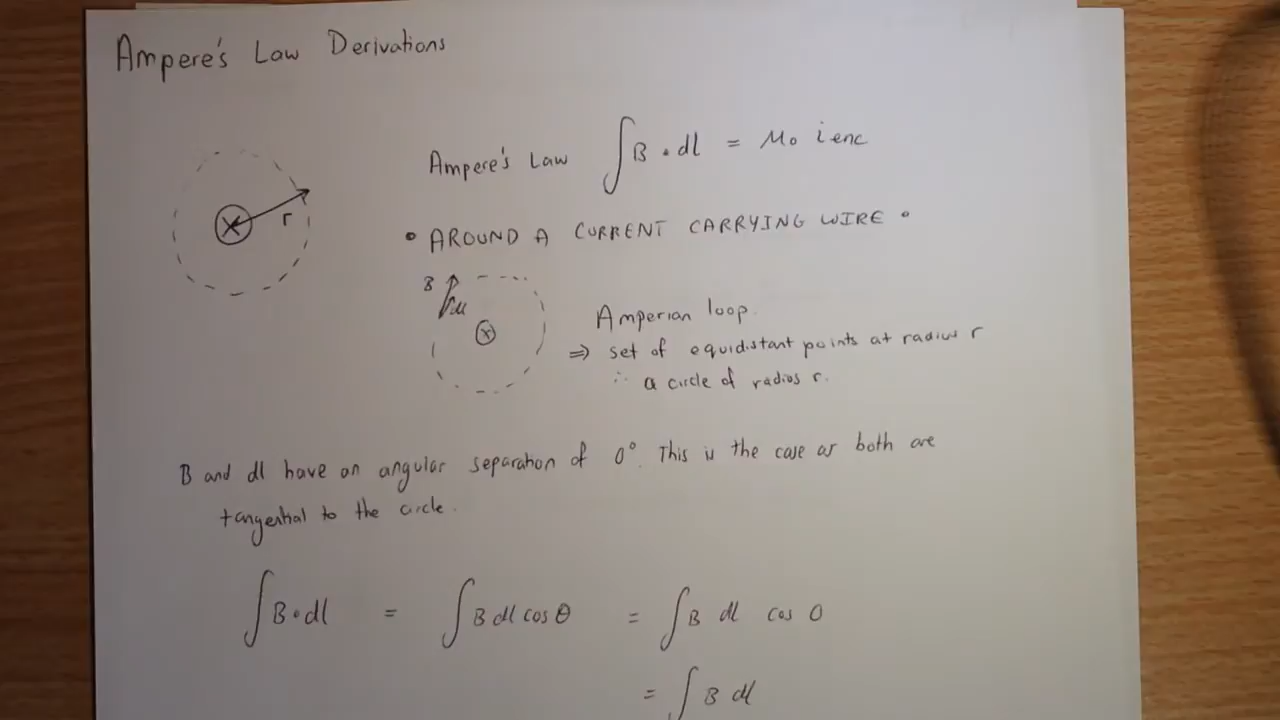 Ampere's Law Derivations
Ampere's Law ∫B • dl = μ₀ i enc
r
• AROUND A CURRENT CARRYING WIRE •
B
dl
Amperian loop.
⇒ set of equidistant points at radius r
∴ a circle of radius r.
B and dl have an angular separation of 0°. This is the case as both are
tangential to the circle.
∫B•dl = ∫B dl cos θ = ∫B dl cos 0
= ∫B dl